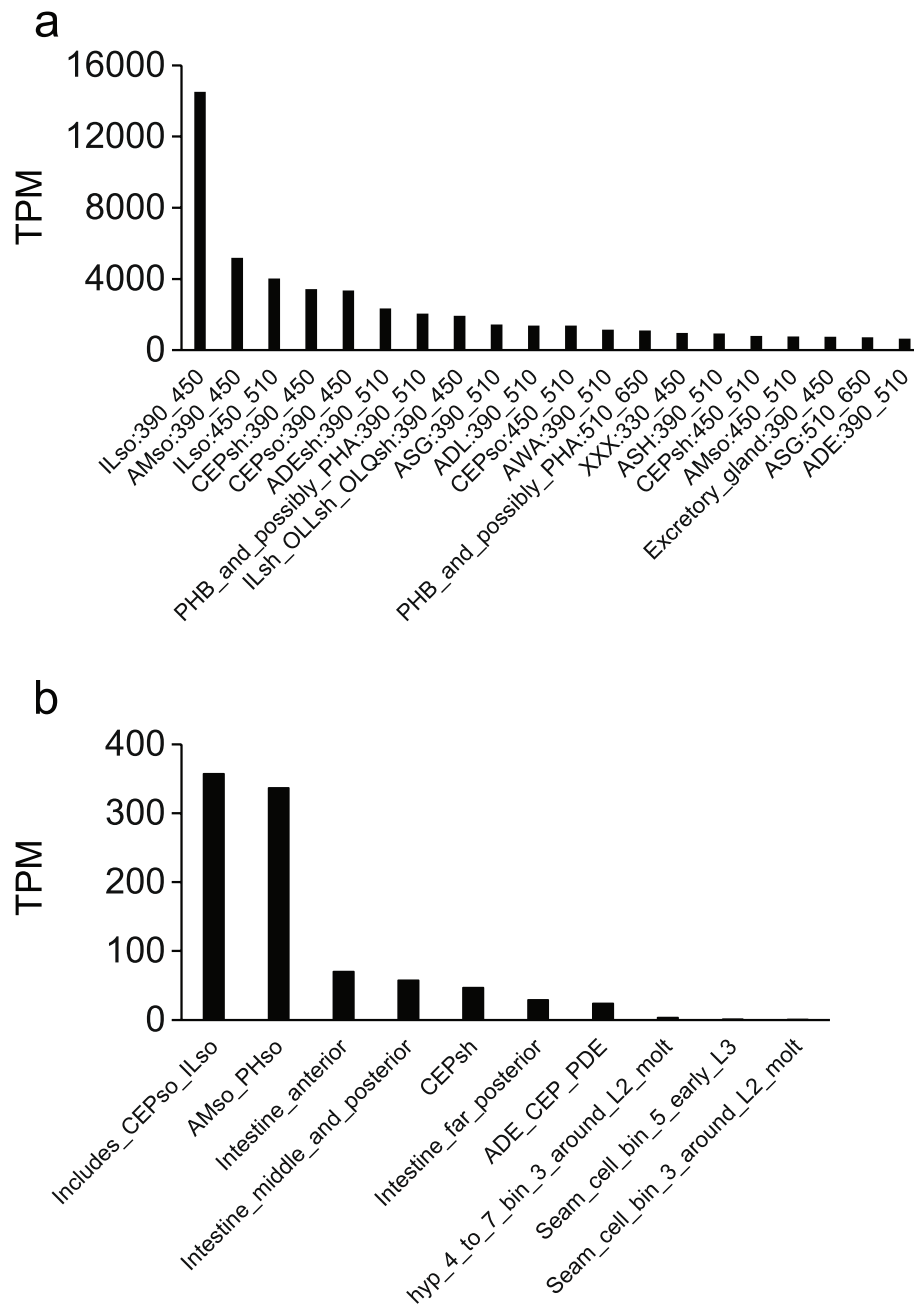 a
16000
12000
8000
4000
0
TPM
ILso:390_450
AMso:390_450
ILso:450_510
CEPsh:390_450
CEPso:390_450
ADEsh:390_510
PHB_and_possibly_PHA:390_510
ILsh_OLLsh_OLQsh:390_450
ASG:390_510
ADL:390_510
CEPso:450_510
AWA:390_510
PHB_and_possibly_PHA:510_650
XXX:330_450
ASH:390_510
CEPsh:450_510
AMso:450_510
Excretory_gland:390_450
ASG:510_650
ADE:390_510
b
400
300
200
100
0
TPM
Includes_CEPso_ILso
AMso_PHso
Intestine_anterior
Intestine_middle_and_posterior
CEPsh
Intestine_far_posterior
ADE_CEP_PDE
hyp_4_to_7_bin_3_around_L2_molt
Seam_cell_bin_5_early_L3
Seam_cell_bin_3_around_L2_molt